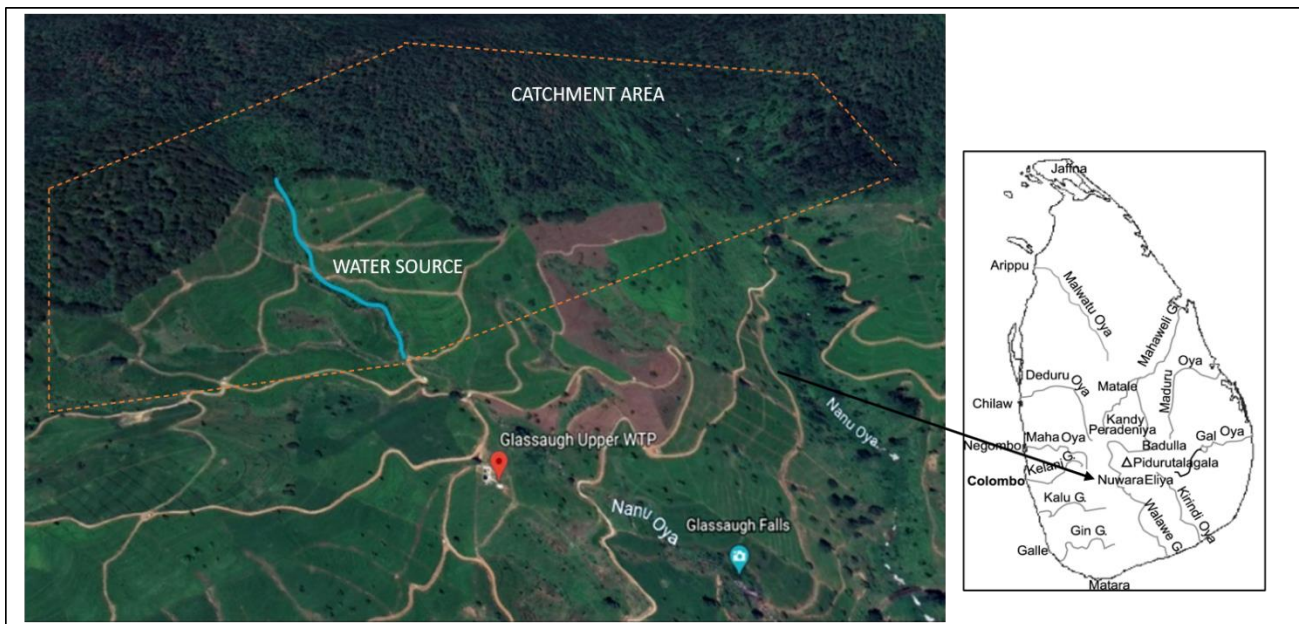 CATCHMENT AREA
WATER SOURCE
Glassaugh Upper WTP
Nanu Oya
Nanu Oya
Glassaugh Falls
Jaffna
Arippu
Malwatu Oya
Mahaweli G.
Deduru Oya
Matale
Maduru Oya
Chilaw
Kandy
Peradeniya
Negombo
Maha Oya
Badulla
Gal Oya
Kelani G.
Pidurutalagala
Colombo
NuwaraEliya
Kalu G.
Walawe G.
Kirindi Oya
Gin G.
Galle
Matara